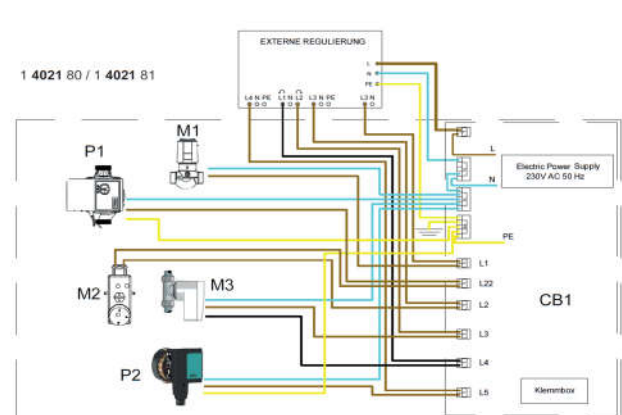 EXTERNE REGULIERUNG
L
N
PE
L4 N PE L1 N L2 L3 N PE L3 N
1 4021 80 / 1 4021 81
P1
M1
L
Electric Power Supply
230V AC 50 Hz
N
PE
L1
M2
M3
L22
L2
CB1
L3
P2
L4
L5
Klemmbox